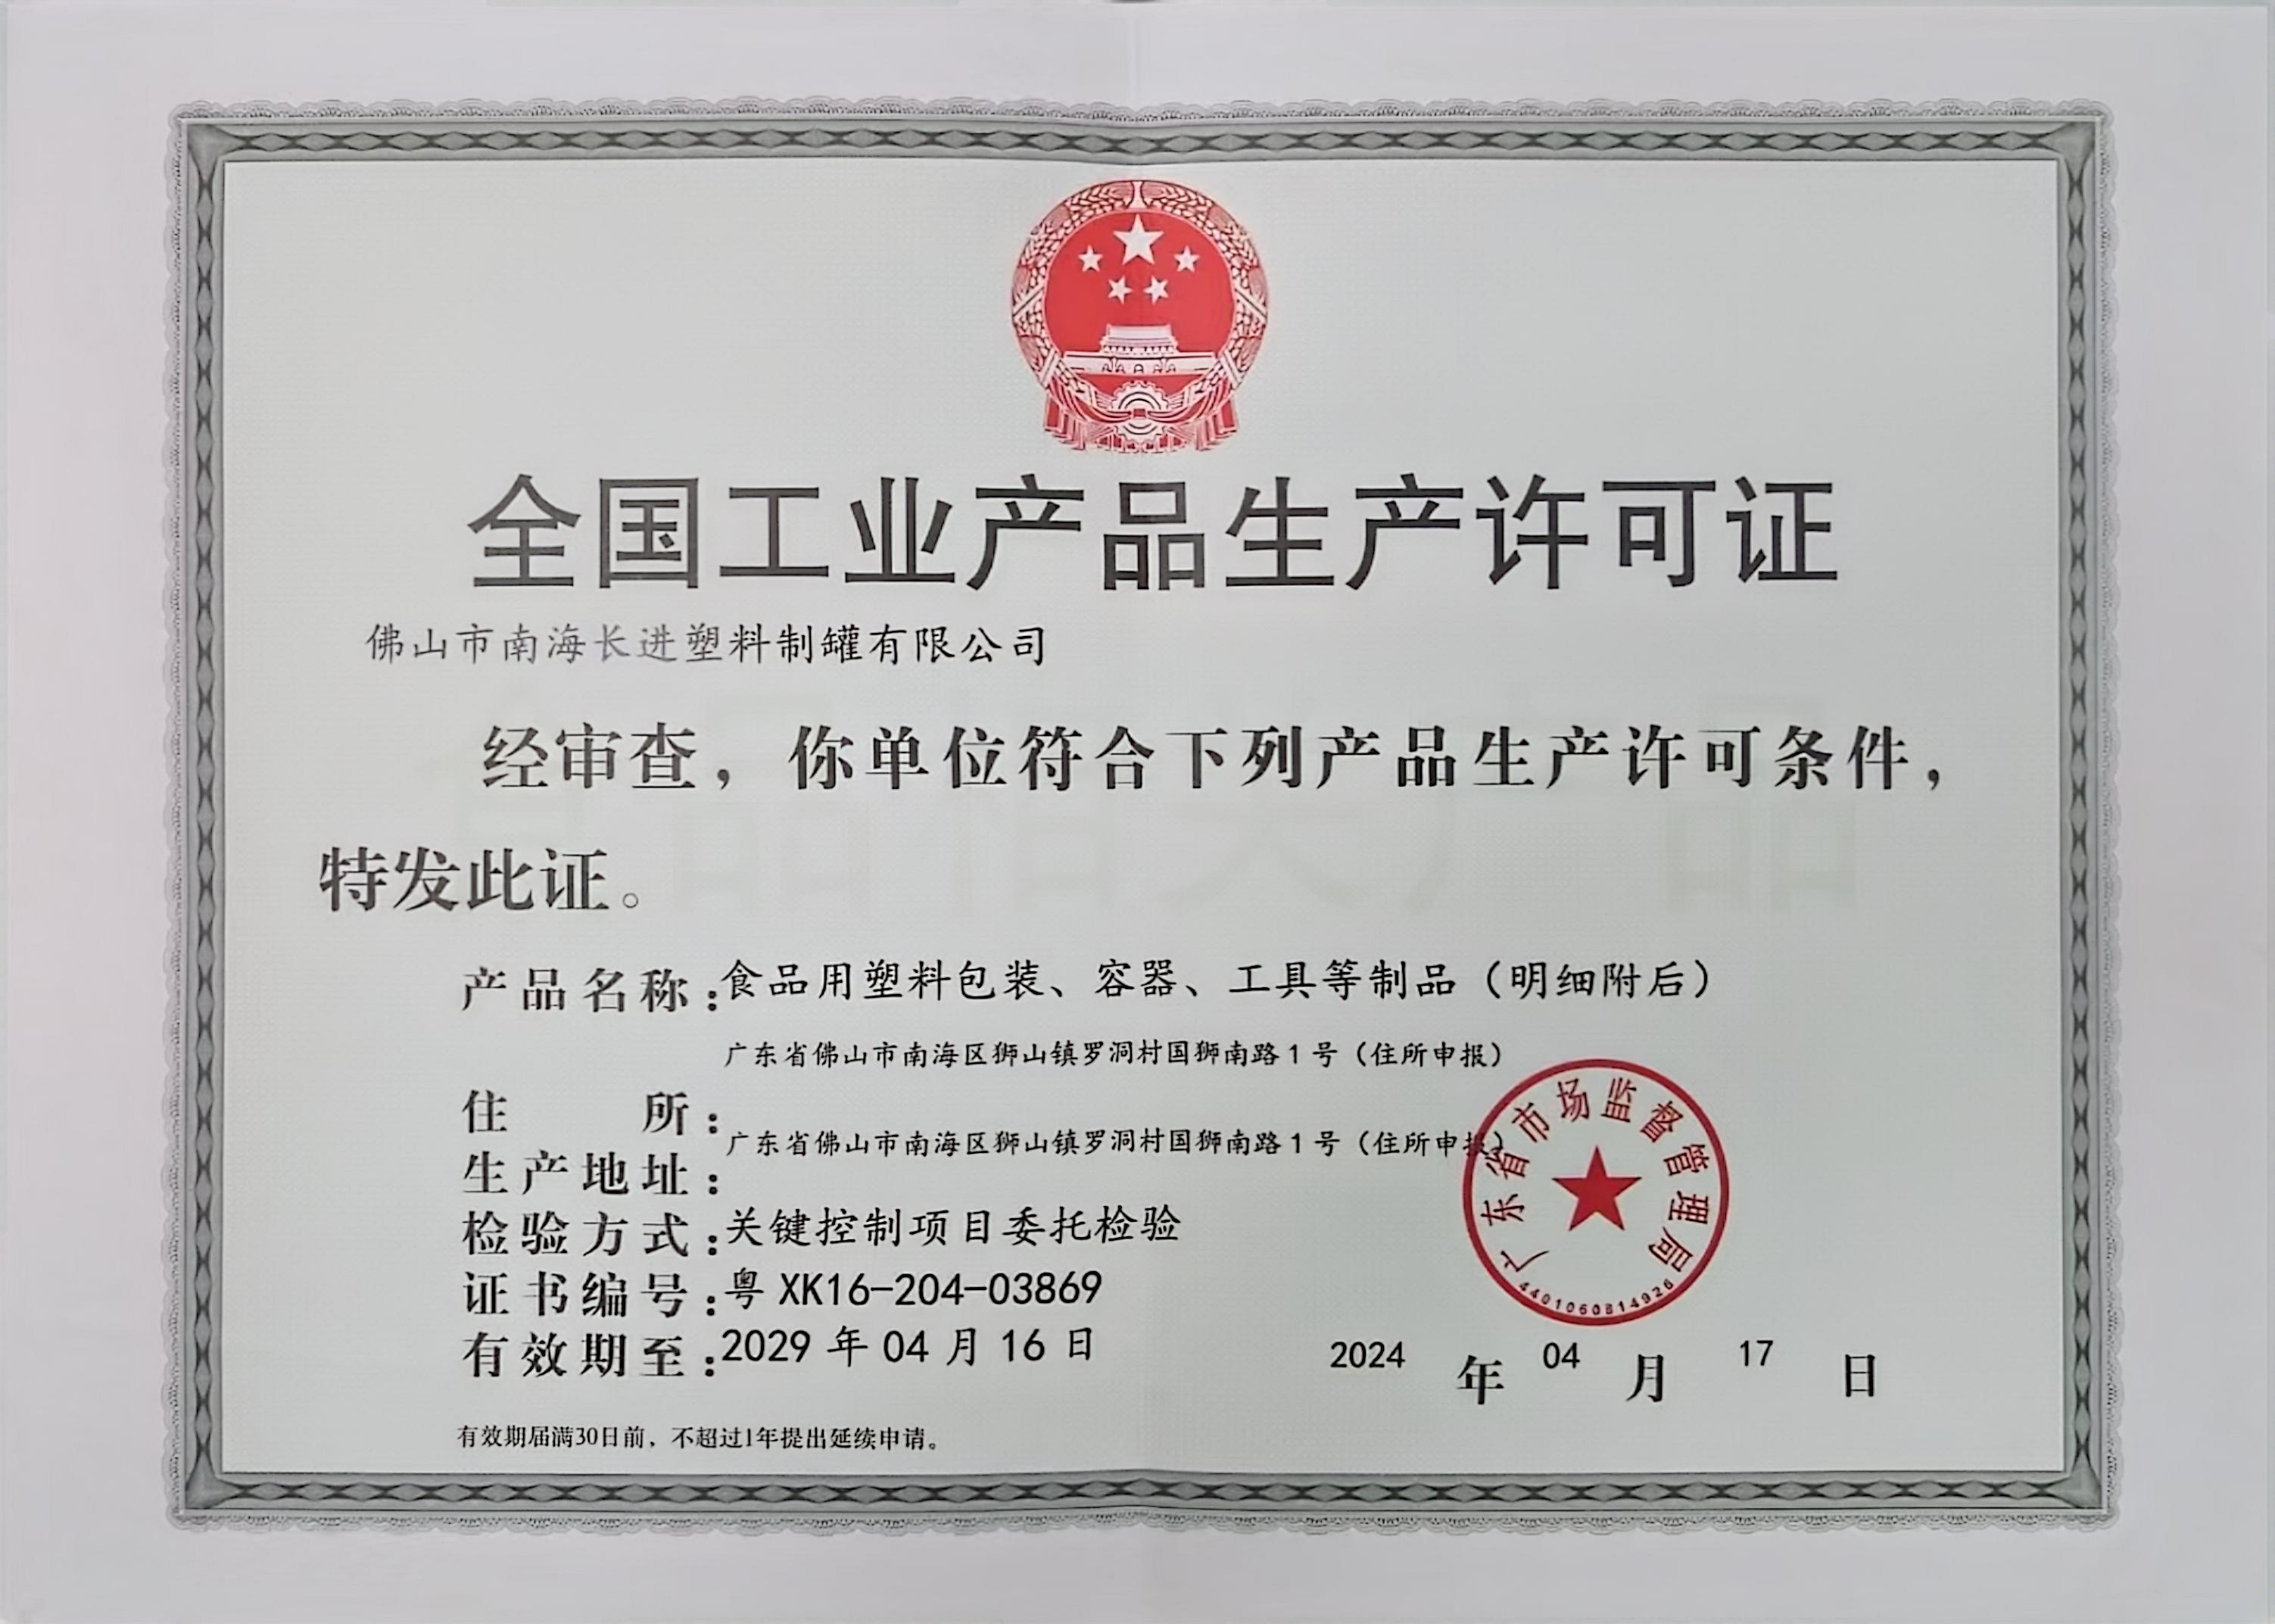 全国工业产品生产许可证
佛山市南海长进塑料制罐有限公司
经审查，你单位符合下列产品生产许可条件，
特发此证。
产品名称：食品用塑料包装、容器、工具等制品（明细附后）
广东省佛山市南海区狮山镇罗洞村国狮南路1号（住所申报）
住所：
广东省佛山市南海区狮山镇罗洞村国狮南路1号（住所申报）
生产地址：
检验方式：关键控制项目委托检验
证书编号：粤 XK16-204-03869
有效期至：2029 年 04 月 16 日
广东省市场监督管理局
4401060814926
2024 年 04 月 17 日
有效期届满30日前，不超过1年提出延续申请。